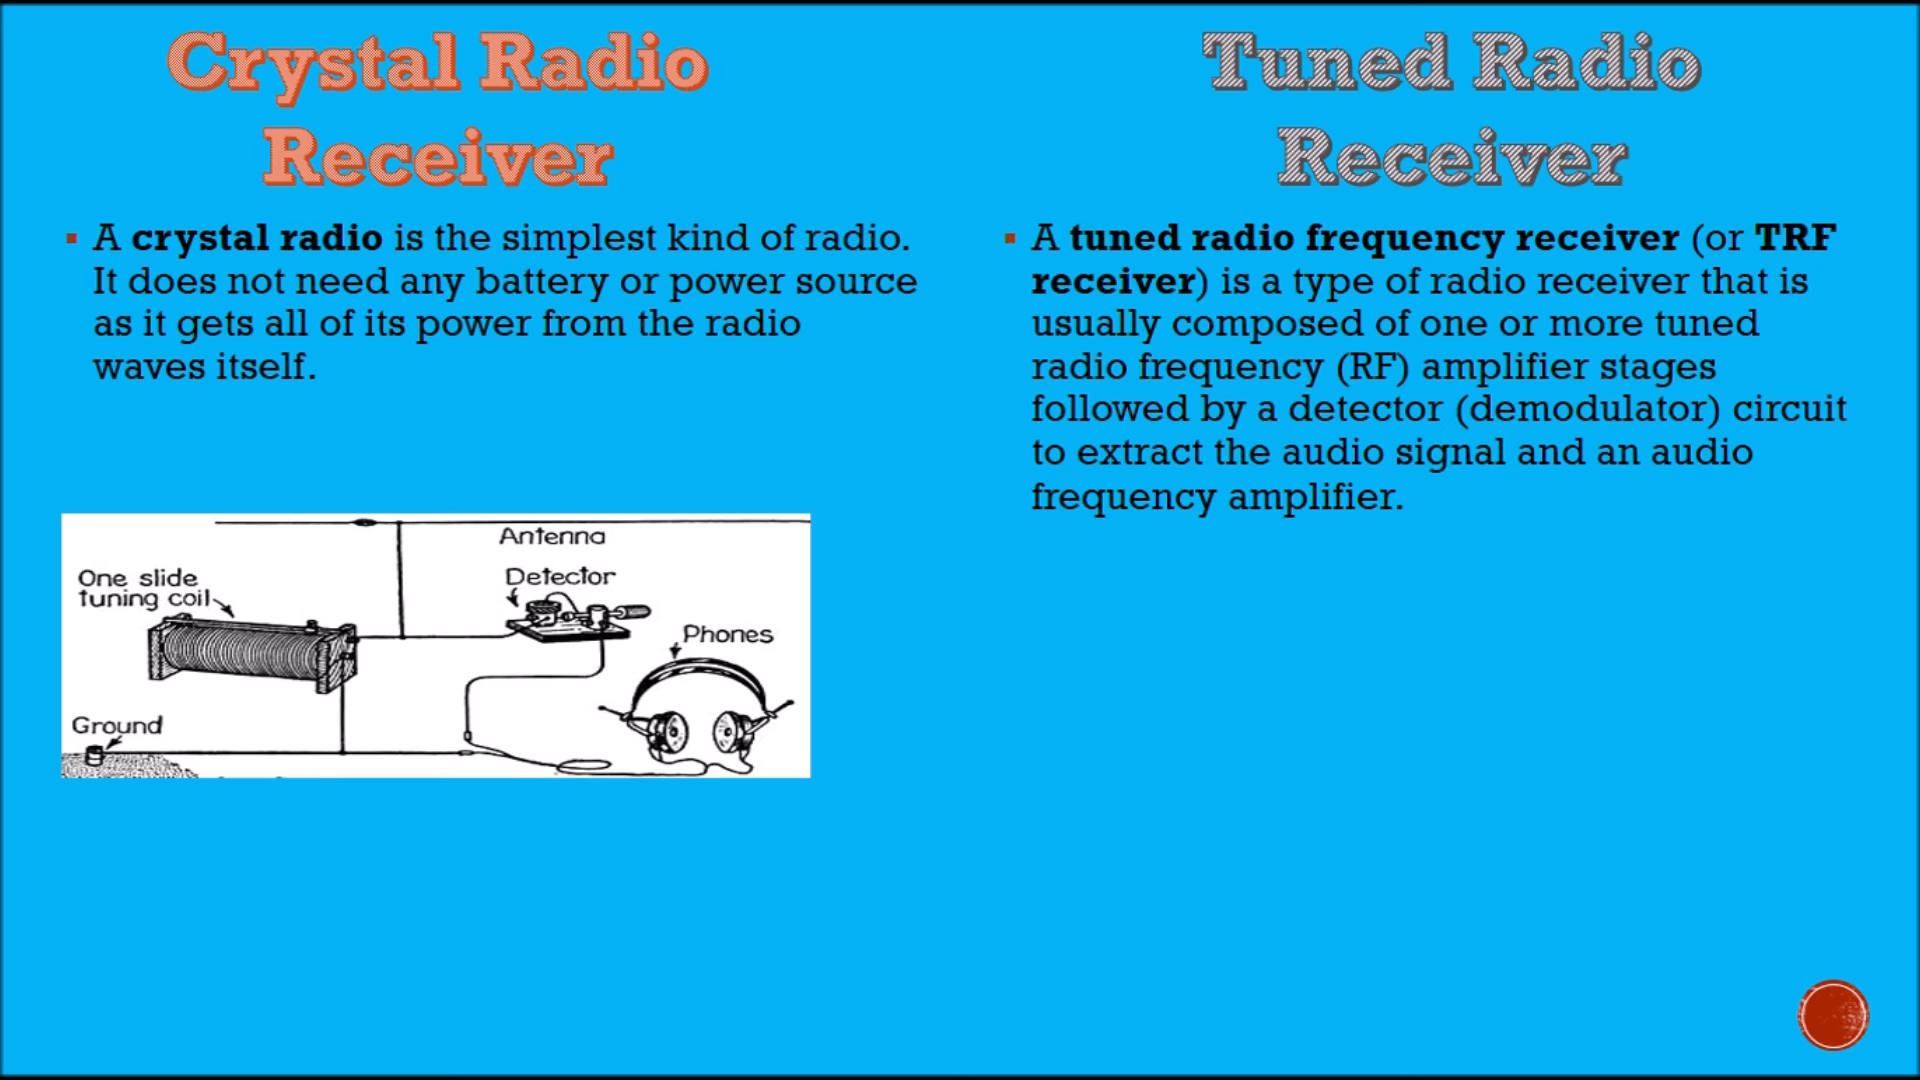 Crystal Radio
Receiver
▪ A crystal radio is the simplest kind of radio.
It does not need any battery or power source
as it gets all of its power from the radio
waves itself.
Antenna
One slide
tuning coil
Detector
Phones
Ground
Tuned Radio
Receiver
▪ A tuned radio frequency receiver (or TRF
receiver) is a type of radio receiver that is
usually composed of one or more tuned
radio frequency (RF) amplifier stages
followed by a detector (demodulator) circuit
to extract the audio signal and an audio
frequency amplifier.